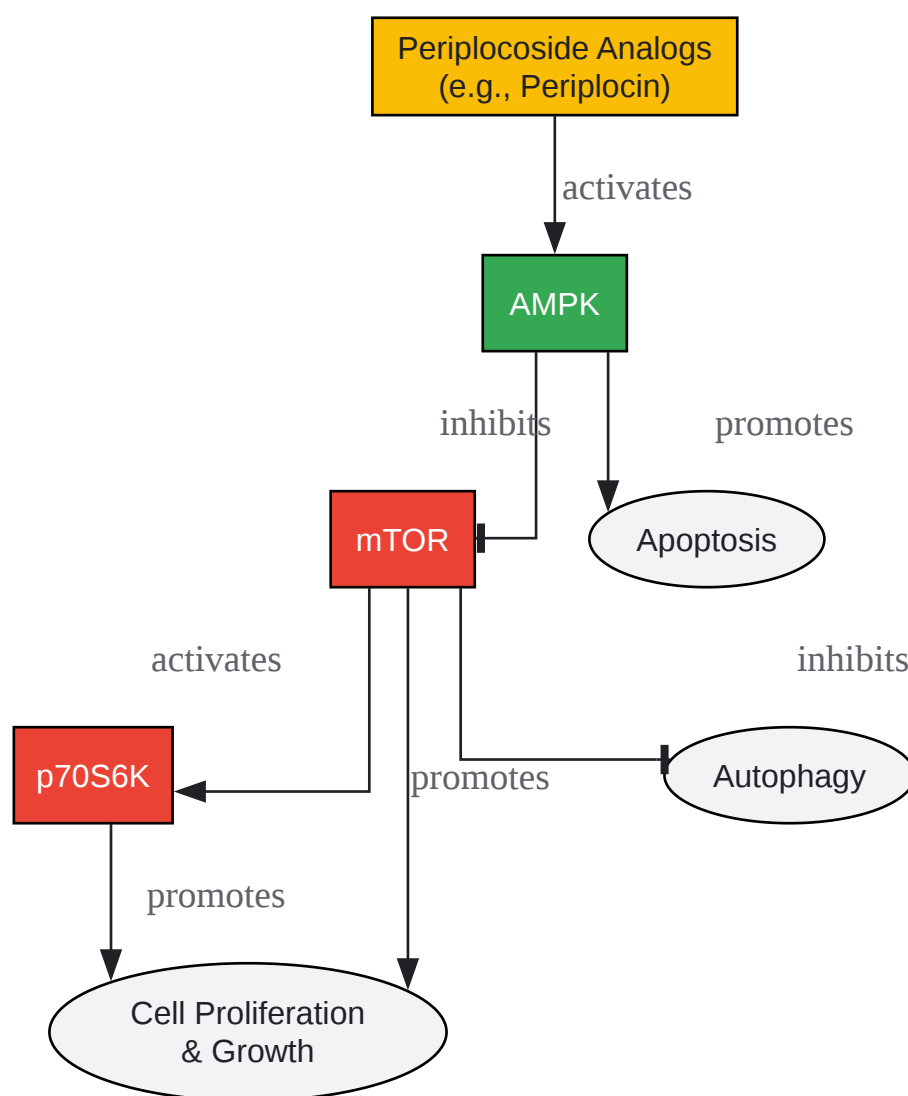 Periplocoside Analogs
(e.g., Periplocin)
activates
AMPK
inhibits
promotes
mTOR
Apoptosis
activates
inhibits
p70S6K
promotes
Autophagy
promotes
Cell Proliferation
& Growth